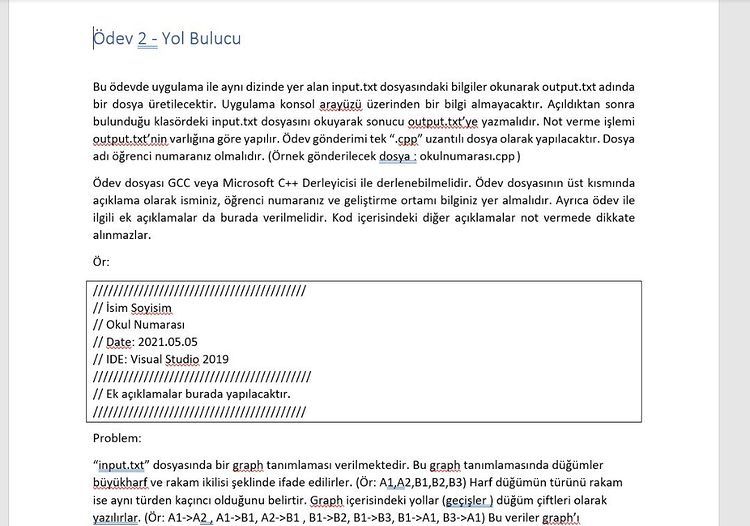 Ödev 2 - Yol Bulucu
Bu ödevde uygulama ile aynı dizinde yer alan input.txt dosyasındaki bilgiler okunarak output.txt adında
bir dosya üretilecektir. Uygulama konsol arayüzü üzerinden bir bilgi almayacaktır. Açıldıktan sonra
bulunduğu klasördeki input.txt dosyasını okuyarak sonucu output.txt'ye yazmalıdır. Not verme işlemi
output.txt'nin varlığına göre yapılır. Ödev gönderimi tek “.cpp” uzantılı dosya olarak yapılacaktır. Dosya
adı öğrenci numaranız olmalıdır. (Örnek gönderilecek dosya : okulnumarası.cpp )
Ödev dosyası GCC veya Microsoft C++ Derleyicisi ile derlenebilmelidir. Ödev dosyasının üst kısmında
açıklama olarak isminiz, öğrenci numaranız ve geliştirme ortamı bilginiz yer almalıdır. Ayrıca ödev ile
ilgili ek açıklamalar da burada verilmelidir. Kod içerisindeki diğer açıklamalar not vermede dikkate
alınmazlar.
Ör:
//////////////////////////////////////////
// İsim Soyisim
// Okul Numarası
// Date: 2021.05.05
// IDE: Visual Studio 2019
///////////////////////////////////////////
// Ek açıklamalar burada yapılacaktır.
//////////////////////////////////////////
Problem:
“input.txt” dosyasında bir graph tanımlaması verilmektedir. Bu graph tanımlamasında düğümler
büyükharf ve rakam ikilisi şeklinde ifade edilirler. (Ör: A1,A2,B1,B2,B3) Harf düğümün türünü rakam
ise aynı türden kaçıncı olduğunu belirtir. Graph içerisindeki yollar (geçişler ) düğüm çiftleri olarak
yazılırlar. (Ör: A1->A2 , A1->B1, A2->B1 , B1->B2, B1->B3, B1->A1, B3->A1) Bu veriler graph'ı